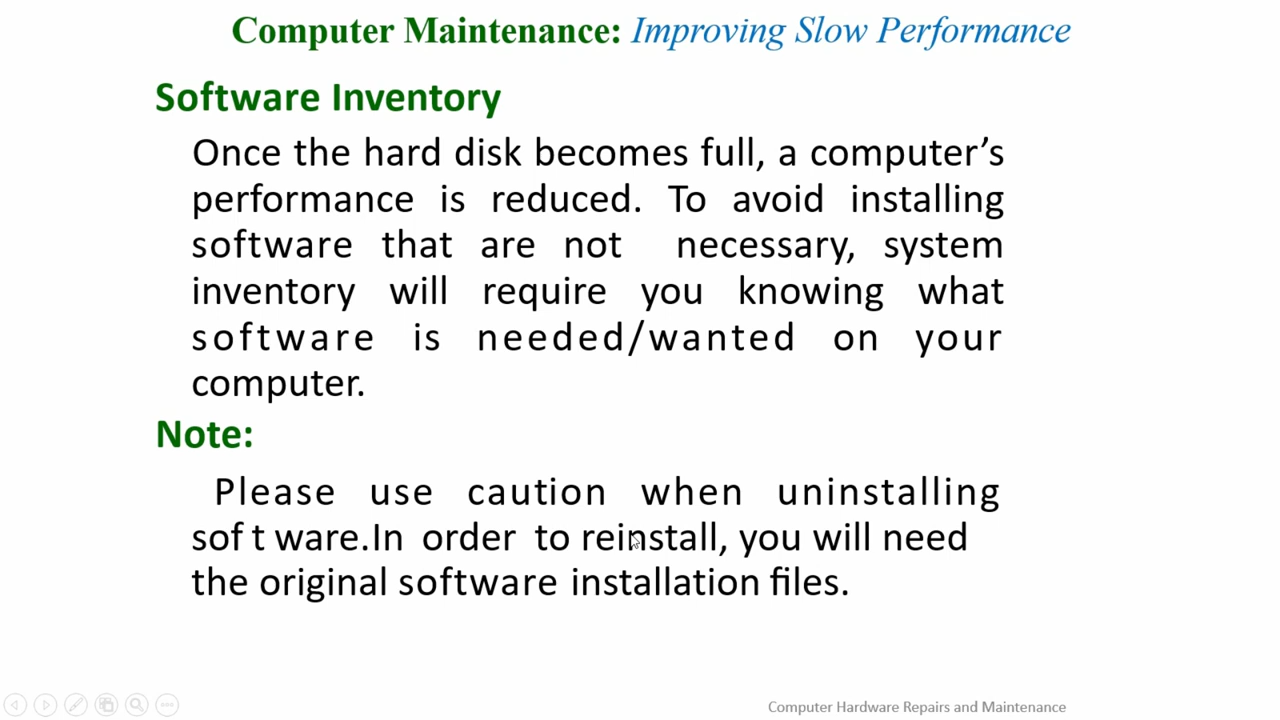 Computer Maintenance: Improving Slow Performance
Software Inventory
Once the hard disk becomes full, a computer’s
performance is reduced. To avoid installing
software that are not necessary, system
inventory will require you knowing what
software is needed/wanted on your
computer.
Note:
Please use caution when uninstalling
software.In order to reinstall, you will need
the original software installation files.
Computer Hardware Repairs and Maintenance